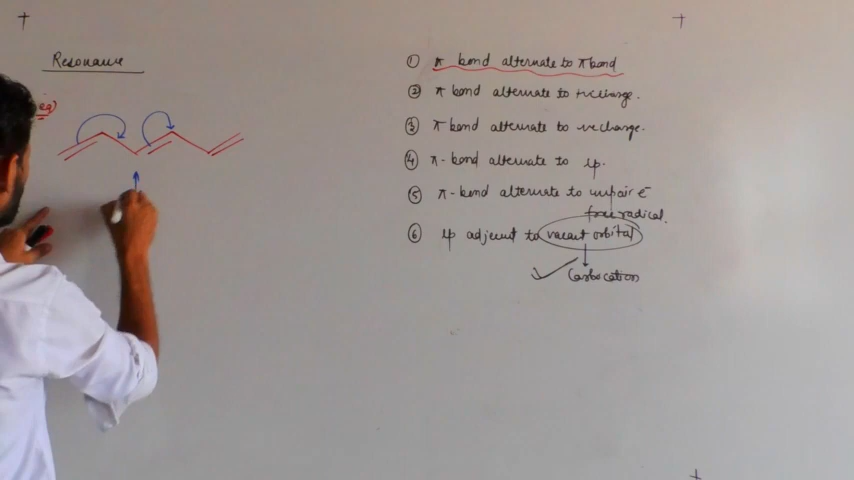 Resonance
eg)
① π bond alternate to π bond
② π bond alternate to +ve charge.
③ π bond alternate to -ve charge.
④ π-bond alternate to lp.
⑤ π-bond alternate to unpair e⁻
free radical.
⑥ lp adjecent to vacant orbital
Carbocation